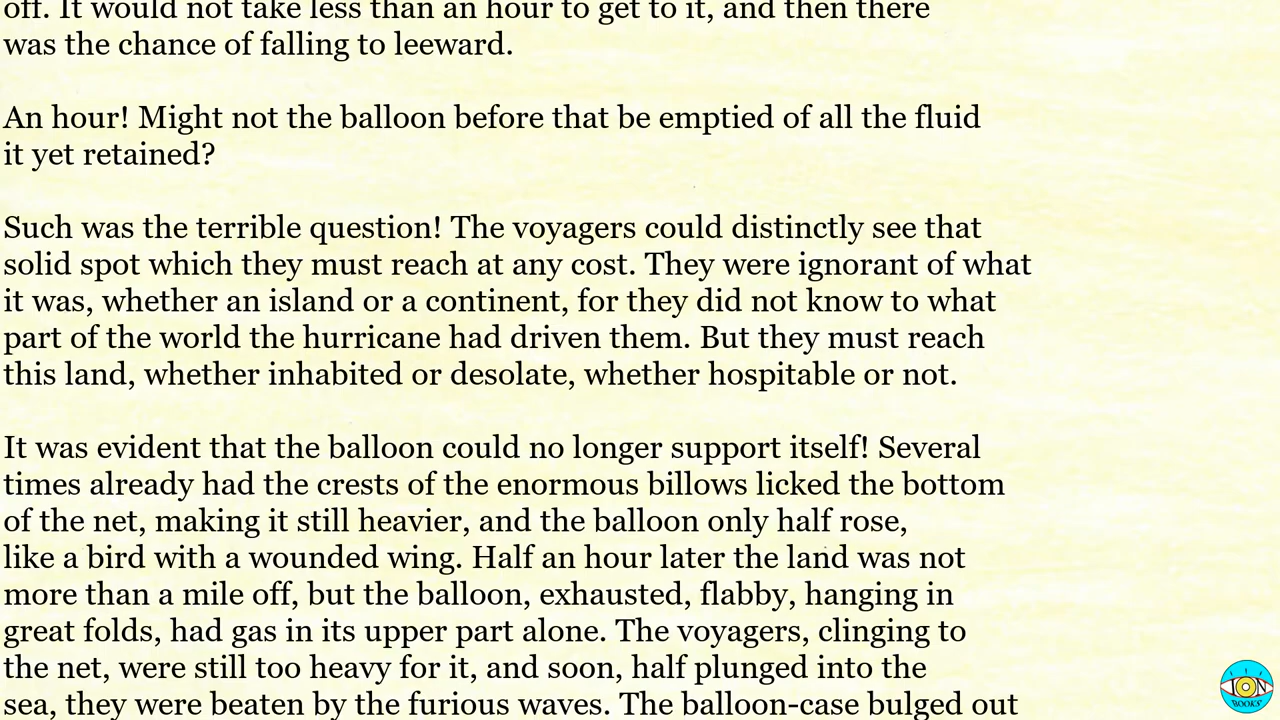 off. It would not take less than an hour to get to it, and then there
was the chance of falling to leeward.
An hour! Might not the balloon before that be emptied of all the fluid
it yet retained?
Such was the terrible question! The voyagers could distinctly see that
solid spot which they must reach at any cost. They were ignorant of what
it was, whether an island or a continent, for they did not know to what
part of the world the hurricane had driven them. But they must reach
this land, whether inhabited or desolate, whether hospitable or not.
It was evident that the balloon could no longer support itself! Several
times already had the crests of the enormous billows licked the bottom
of the net, making it still heavier, and the balloon only half rose,
like a bird with a wounded wing. Half an hour later the land was not
more than a mile off, but the balloon, exhausted, flabby, hanging in
great folds, had gas in its upper part alone. The voyagers, clinging to
the net, were still too heavy for it, and soon, half plunged into the
sea, they were beaten by the furious waves. The balloon-case bulged out
ION
BOOKS